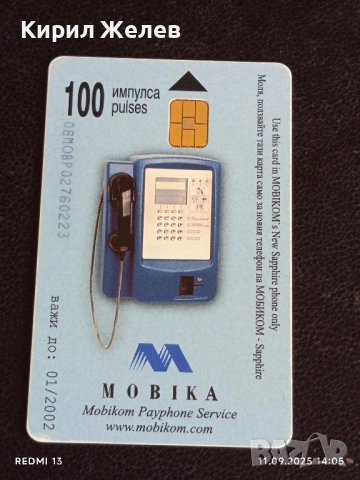 Кирил Желев
100 импулса
pulses
08МОВР02760223
важи до: 01/2002
Use this card in MOBIKOM's New Sapphire phone only
Моля, ползвайте тази карта само за новия телефон на МОБИКОМ - Sapphire
MOBIKA
Mobikom Payphone Service
www.mobikom.com
REDMI 13
11.09.2025 14:05